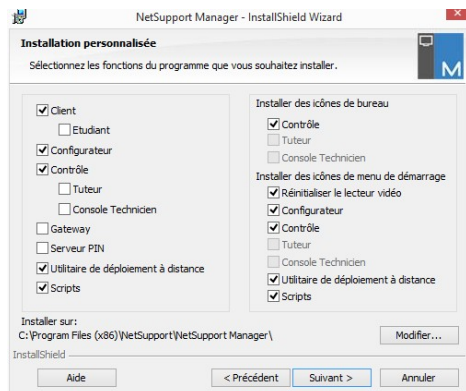 NetSupport Manager - InstallShield Wizard
Installation personnalisée
Sélectionnez les fonctions du programme que vous souhaitez installer.
M
Client
Etudiant
Configurateur
Contrôle
Tuteur
Console Technicien
Gateway
Serveur PIN
Utilitaire de déploiement à distance
Scripts
Installer des icônes de bureau
Contrôle
Tuteur
Console Technicien
Installer des icônes de menu de démarrage
Réinitialiser le lecteur vidéo
Configurateur
Contrôle
Tuteur
Console Technicien
Utilitaire de déploiement à distance
Scripts
Installer sur:
C:\Program Files (x86)\NetSupport\NetSupport Manager\
Modifier...
InstallShield
Aide
< Précédent
Suivant >
Annuler